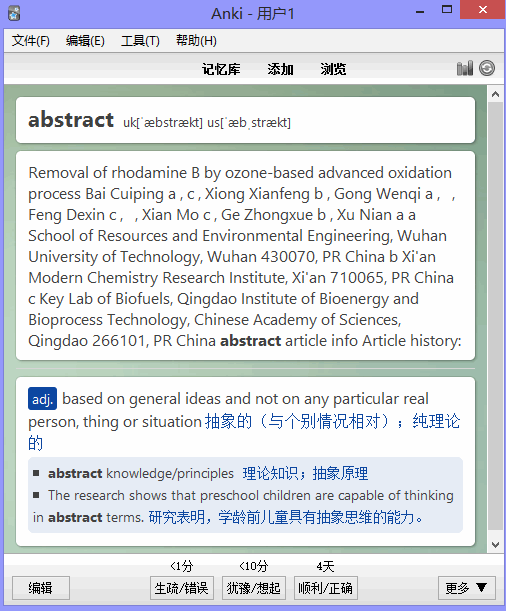 Anki - 用户1
文件(F) 编辑(E) 工具(T) 帮助(H)
记忆库 添加 浏览
abstract uk[ˈæbstrækt] us[ˈæbˌstrækt]
Removal of rhodamine B by ozone-based advanced oxidation
process Bai Cuiping a , c , Xiong Xianfeng b , Gong Wenqi a , ,
Feng Dexin c , , Xian Mo c , Ge Zhongxue b , Xu Nian a a
School of Resources and Environmental Engineering, Wuhan
University of Technology, Wuhan 430070, PR China b Xi'an
Modern Chemistry Research Institute, Xi'an 710065, PR China
c Key Lab of Biofuels, Qingdao Institute of Bioenergy and
Bioprocess Technology, Chinese Academy of Sciences,
Qingdao 266101, PR China abstract article info Article history:
adj. based on general ideas and not on any particular real
person, thing or situation 抽象的（与个别情况相对）；纯理论
的
▪ abstract knowledge/principles 理论知识；抽象原理
▪ The research shows that preschool children are capable of thinking
in abstract terms. 研究表明，学龄前儿童具有抽象思维的能力。
<1分 <10分 4天
编辑 生疏/错误 犹豫/想起 顺利/正确 更多 ▼